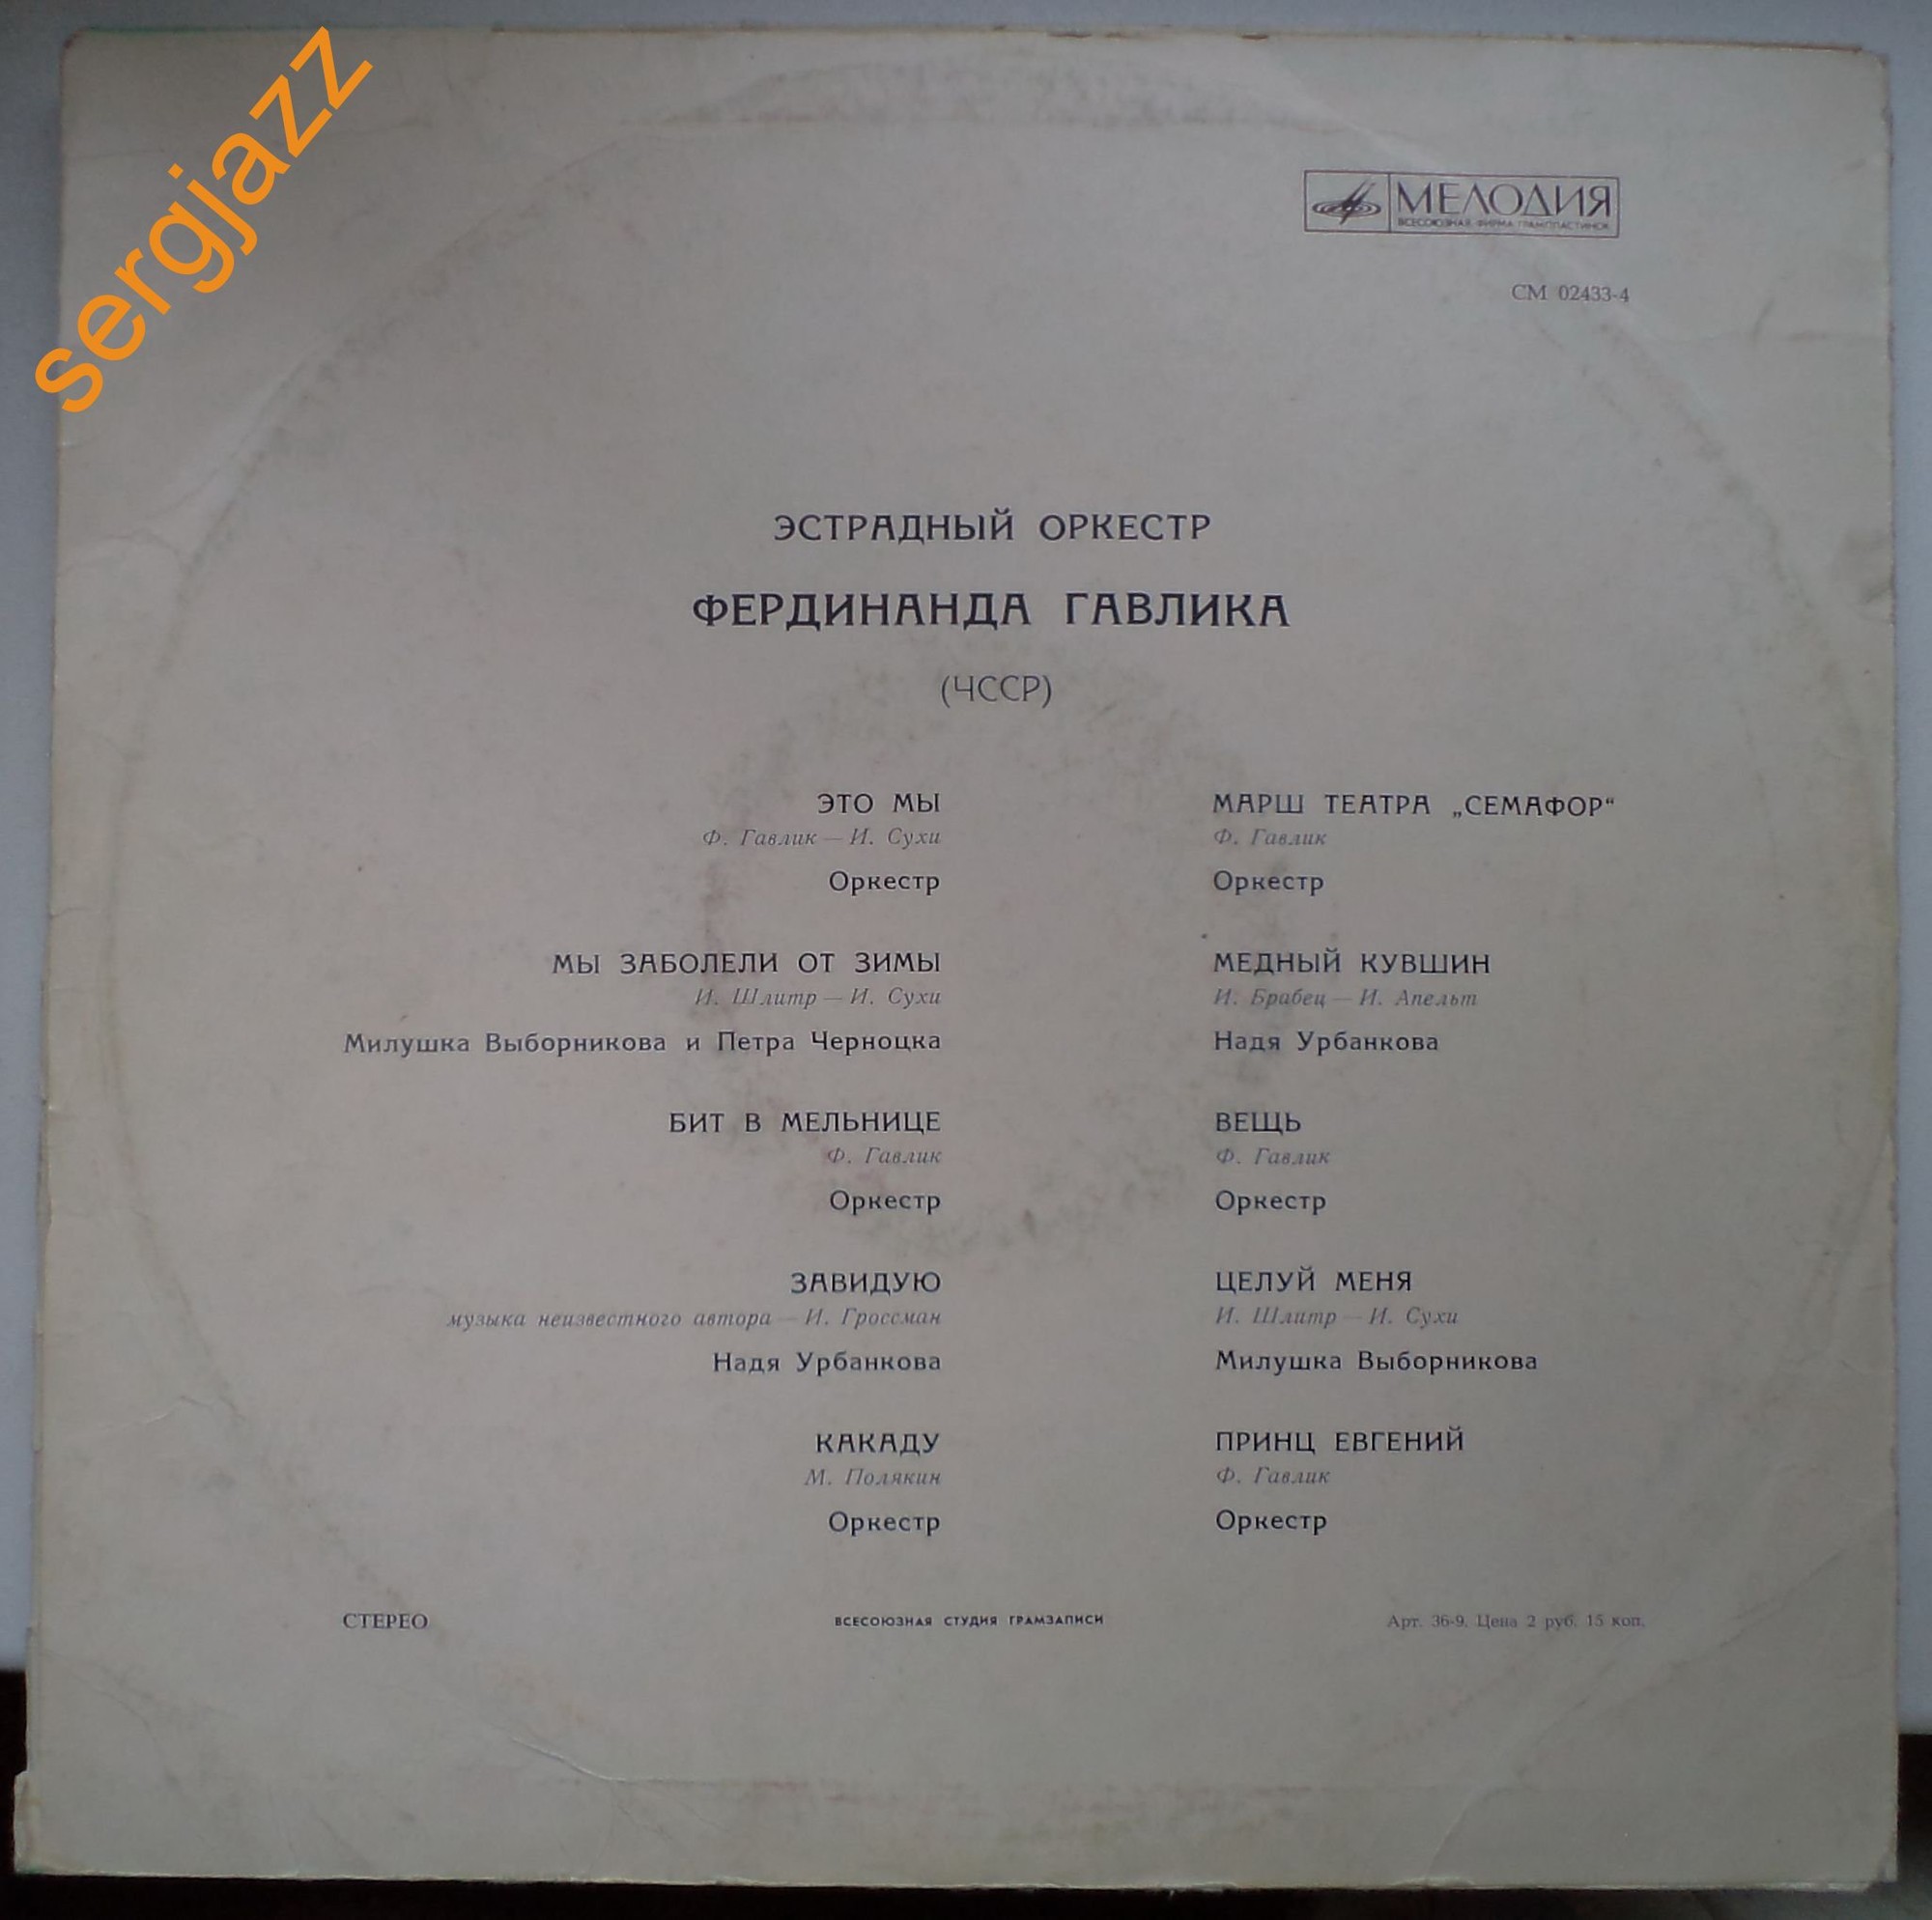 sergjazz
МЕЛОДИЯ
ВСЕСОЮЗНАЯ ФИРМА ГРАМПЛАСТИНОК
СМ 02433-4
ЭСТРАДНЫЙ ОРКЕСТР
ФЕРДИНАНДА ГАВЛИКА
(ЧССР)
ЭТО МЫ
Ф. Гавлик — И. Сухи
Оркестр
МЫ ЗАБОЛЕЛИ ОТ ЗИМЫ
И. Шлитр — И. Сухи
Милушка Выборникова и Петра Черноцка
БИТ В МЕЛЬНИЦЕ
Ф. Гавлик
Оркестр
ЗАВИДУЮ
музыка неизвестного автора — И. Гроссман
Надя Урбанкова
КАКАДУ
М. Полякин
Оркестр
МАРШ ТЕАТРА „СЕМАФОР“
Ф. Гавлик
Оркестр
МЕДНЫЙ КУВШИН
И. Брабец — И. Апельт
Надя Урбанкова
ВЕЩЬ
Ф. Гавлик
Оркестр
ЦЕЛУЙ МЕНЯ
И. Шлитр — И. Сухи
Милушка Выборникова
ПРИНЦ ЕВГЕНИЙ
Ф. Гавлик
Оркестр
СТЕРЕО
ВСЕСОЮЗНАЯ СТУДИЯ ГРАМЗАПИСИ
Арт. 36-9. Цена 2 руб. 15 коп.